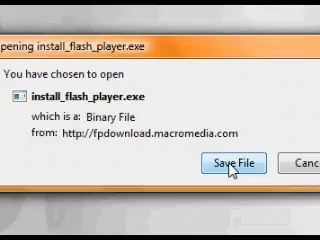 pening install_flash_player.exe
You have chosen to open
install_flash_player.exe
which is a: Binary File
from: http://fpdownload.macromedia.com
Save File
Canc